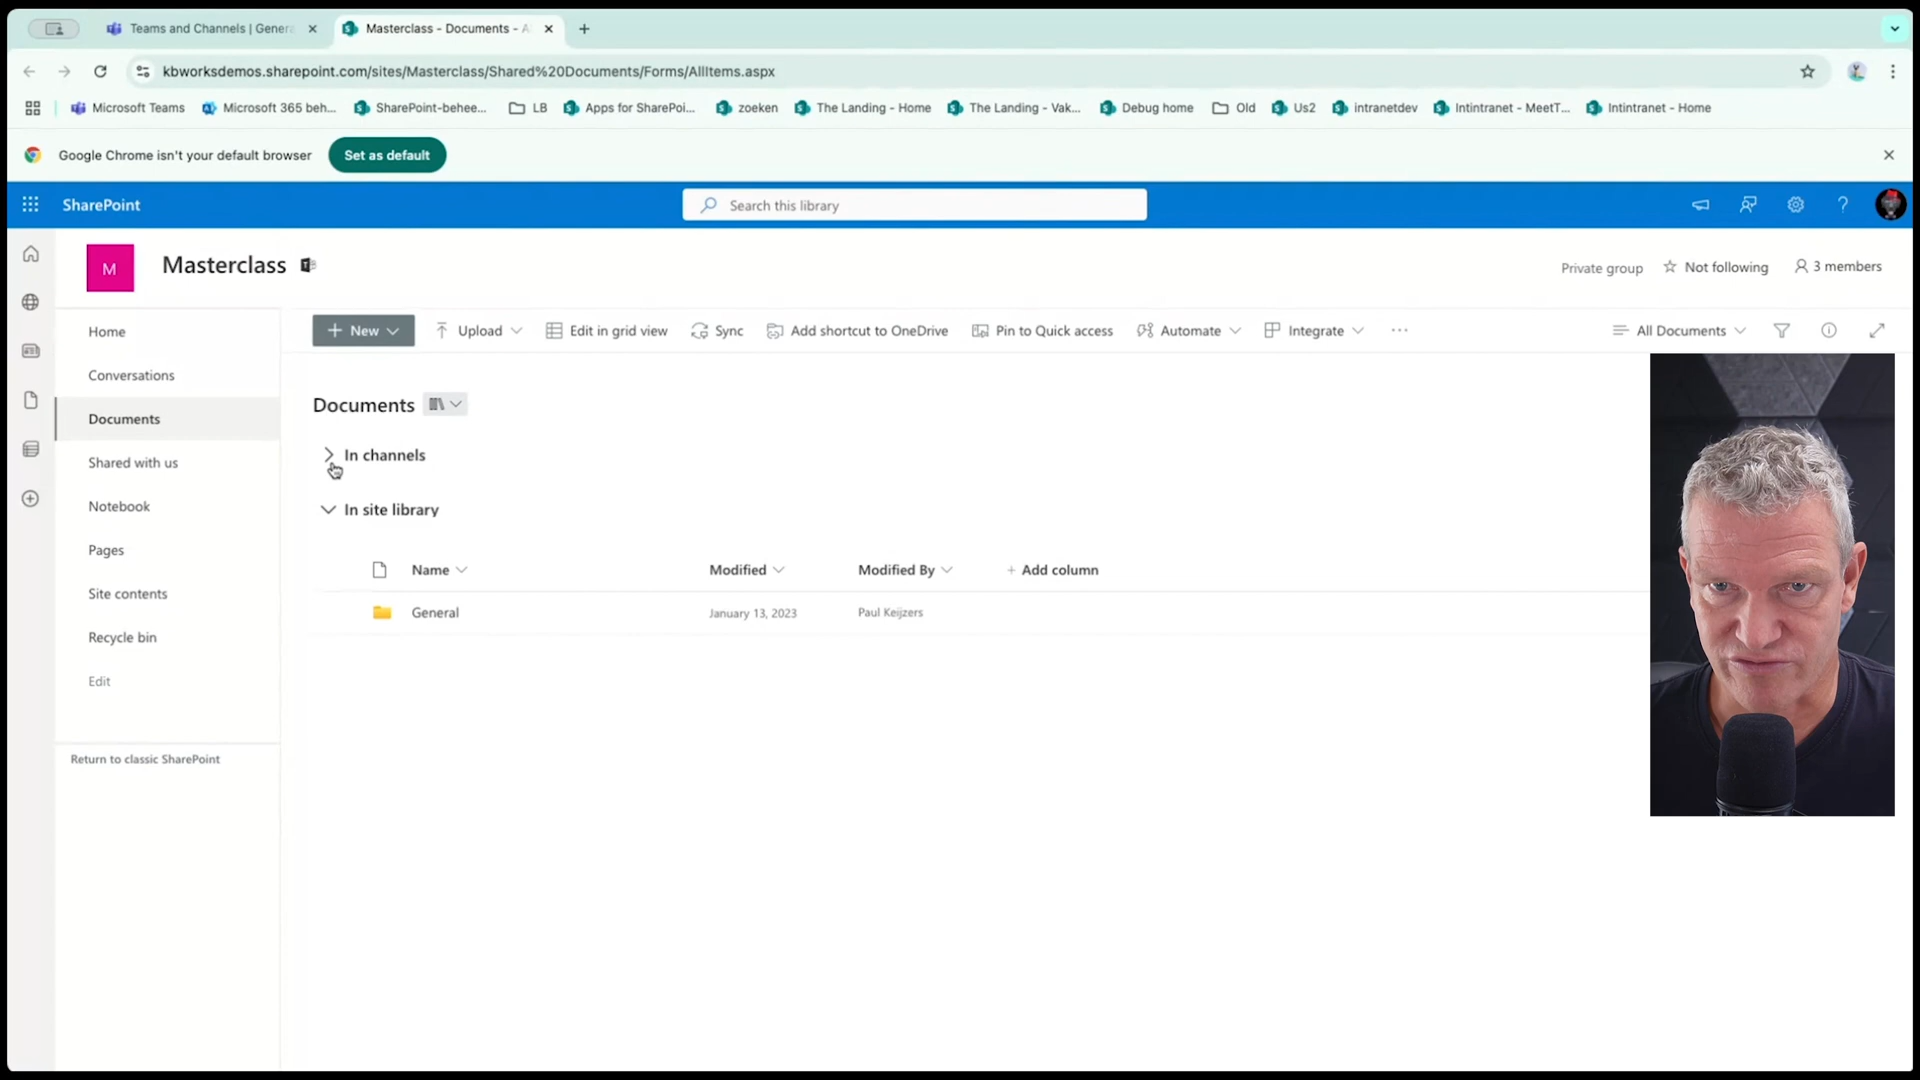 Teams and Channels | Genera
Masterclass - Documents - A
kbworksdemos.sharepoint.com/sites/Masterclass/Shared%20Documents/Forms/AllItems.aspx
Microsoft Teams
Microsoft 365 beh...
SharePoint-behee...
LB
Apps for SharePoi...
zoeken
The Landing - Home
The Landing - Vak...
Debug home
Old
Us2
intranetdev
Intintranet - MeetT...
Intintranet - Home
Google Chrome isn't your default browser
Set as default
SharePoint
Search this library
M
Masterclass
Private group
Not following
3 members
Home
Conversations
Documents
Shared with us
Notebook
Pages
Site contents
Recycle bin
Edit
Return to classic SharePoint
New
Upload
Edit in grid view
Sync
Add shortcut to OneDrive
Pin to Quick access
Automate
Integrate
All Documents
Documents
In channels
In site library
Name
Modified
Modified By
+ Add column
General
January 13, 2023
Paul Keijzers